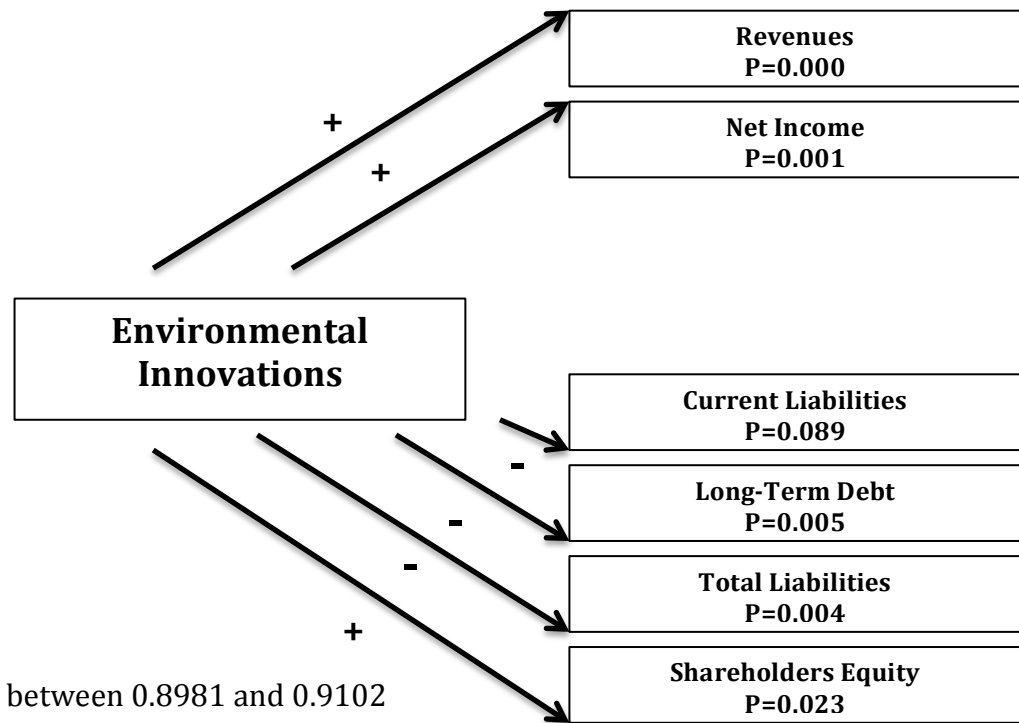 Revenues
P=0.000
+
Net Income
P=0.001
+
Environmental
Innovations
Current Liabilities
P=0.089
-
Long-Term Debt
P=0.005
-
Total Liabilities
P=0.004
-
Shareholders Equity
P=0.023
+
between 0.8981 and 0.9102